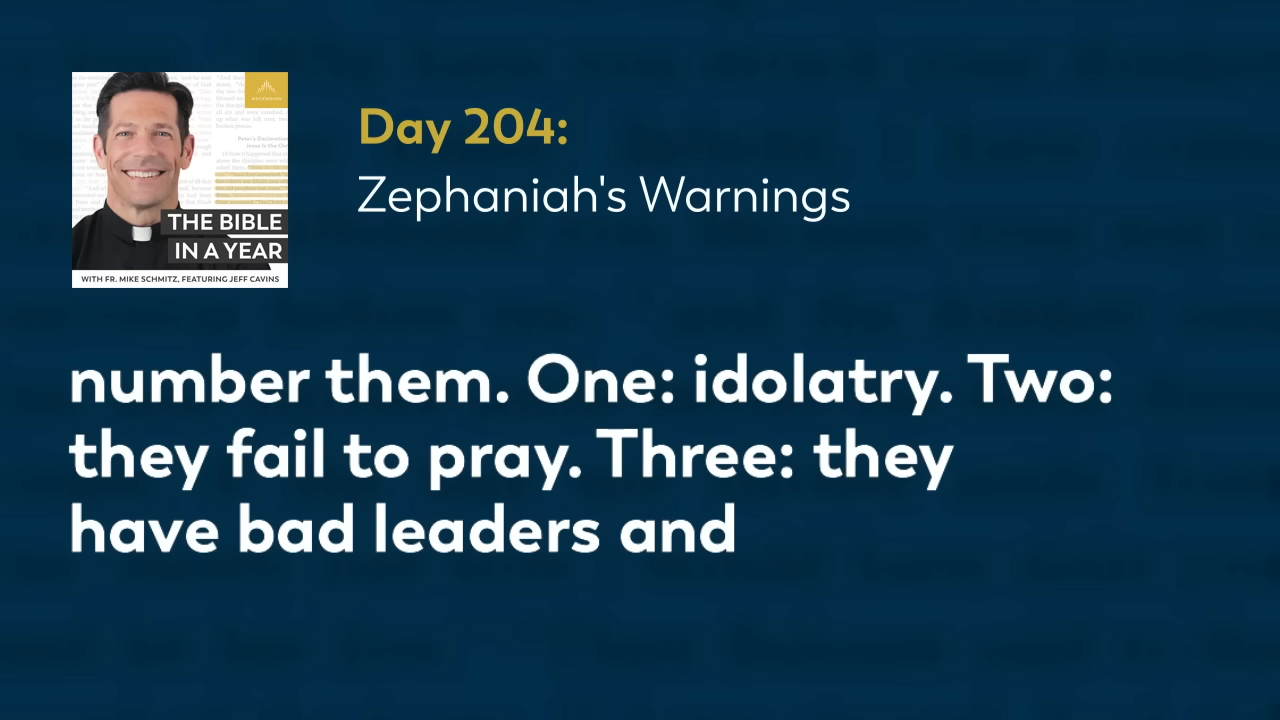 ASCENSION
THE BIBLE
IN A YEAR
WITH FR. MIKE SCHMITZ, FEATURING JEFF CAVINS
Day 204:
Zephaniah's Warnings
number them. One: idolatry. Two:
they fail to pray. Three: they
have bad leaders and